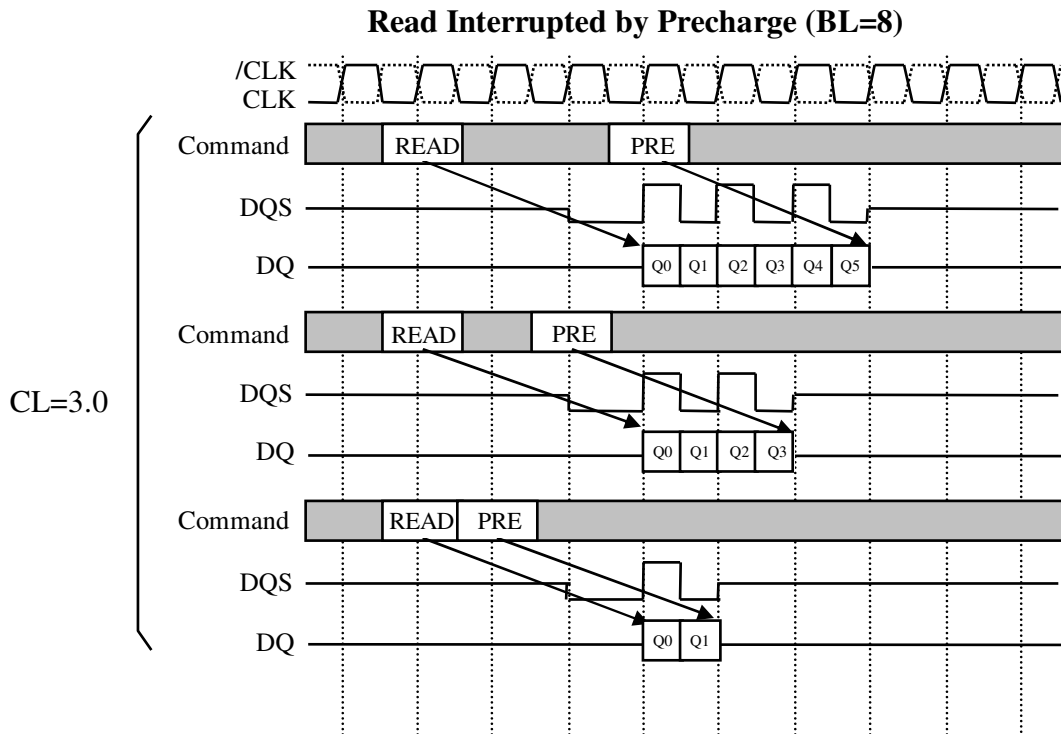 Read Interrupted by Precharge (BL=8)
/CLK
CLK
Command READ PRE
DQS
DQ Q0 Q1 Q2 Q3 Q4 Q5
Command READ PRE
CL=3.0
DQS
DQ Q0 Q1 Q2 Q3
Command READ PRE
DQS
DQ Q0 Q1